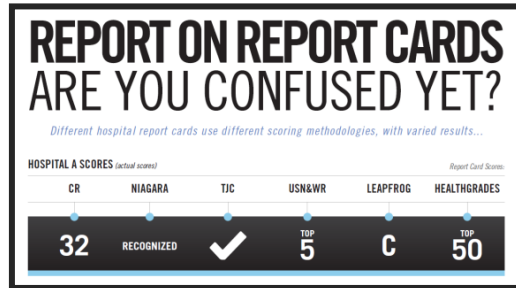 REPORT ON REPORT CARDS
ARE YOU CONFUSED YET?
Different hospital report cards use different scoring methodologies, with varied results...
HOSPITAL A SCORES (actual scores) Report Card Scores:
CR NIAGARA TJC USN&WR LEAPFROG HEALTHGRADES
32 RECOGNIZED ✓ TOP 5 C TOP 50